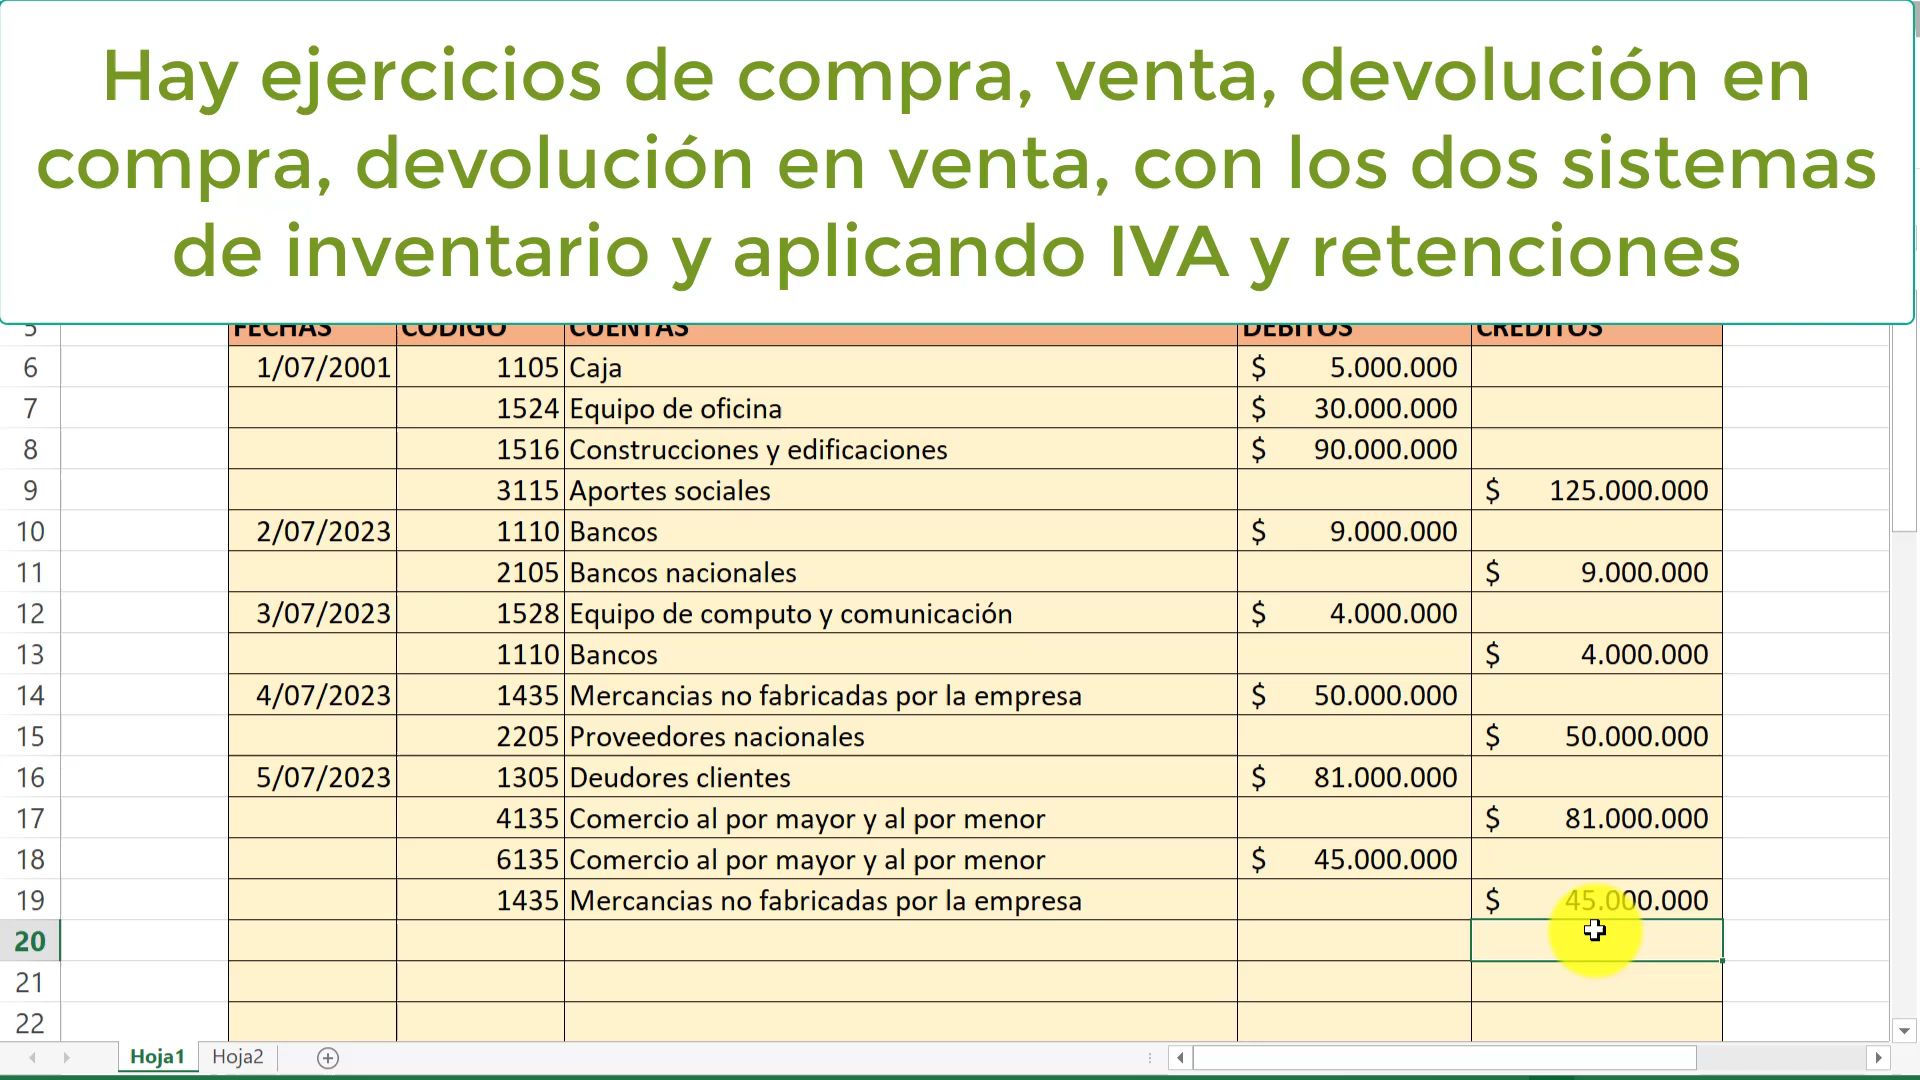 Hay ejercicios de compra, venta, devolución en
compra, devolución en venta, con los dos sistemas
de inventario y aplicando IVA y retenciones
5 FECHAS CODIGO CUENTAS DEBITOS CREDITOS
6 1/07/2001 1105 Caja $ 5.000.000
7 1524 Equipo de oficina $ 30.000.000
8 1516 Construcciones y edificaciones $ 90.000.000
9 3115 Aportes sociales $ 125.000.000
10 2/07/2023 1110 Bancos $ 9.000.000
11 2105 Bancos nacionales $ 9.000.000
12 3/07/2023 1528 Equipo de computo y comunicación $ 4.000.000
13 1110 Bancos $ 4.000.000
14 4/07/2023 1435 Mercancias no fabricadas por la empresa $ 50.000.000
15 2205 Proveedores nacionales $ 50.000.000
16 5/07/2023 1305 Deudores clientes $ 81.000.000
17 4135 Comercio al por mayor y al por menor $ 81.000.000
18 6135 Comercio al por mayor y al por menor $ 45.000.000
19 1435 Mercancias no fabricadas por la empresa $ 45.000.000
20
21
22
Hoja1 Hoja2